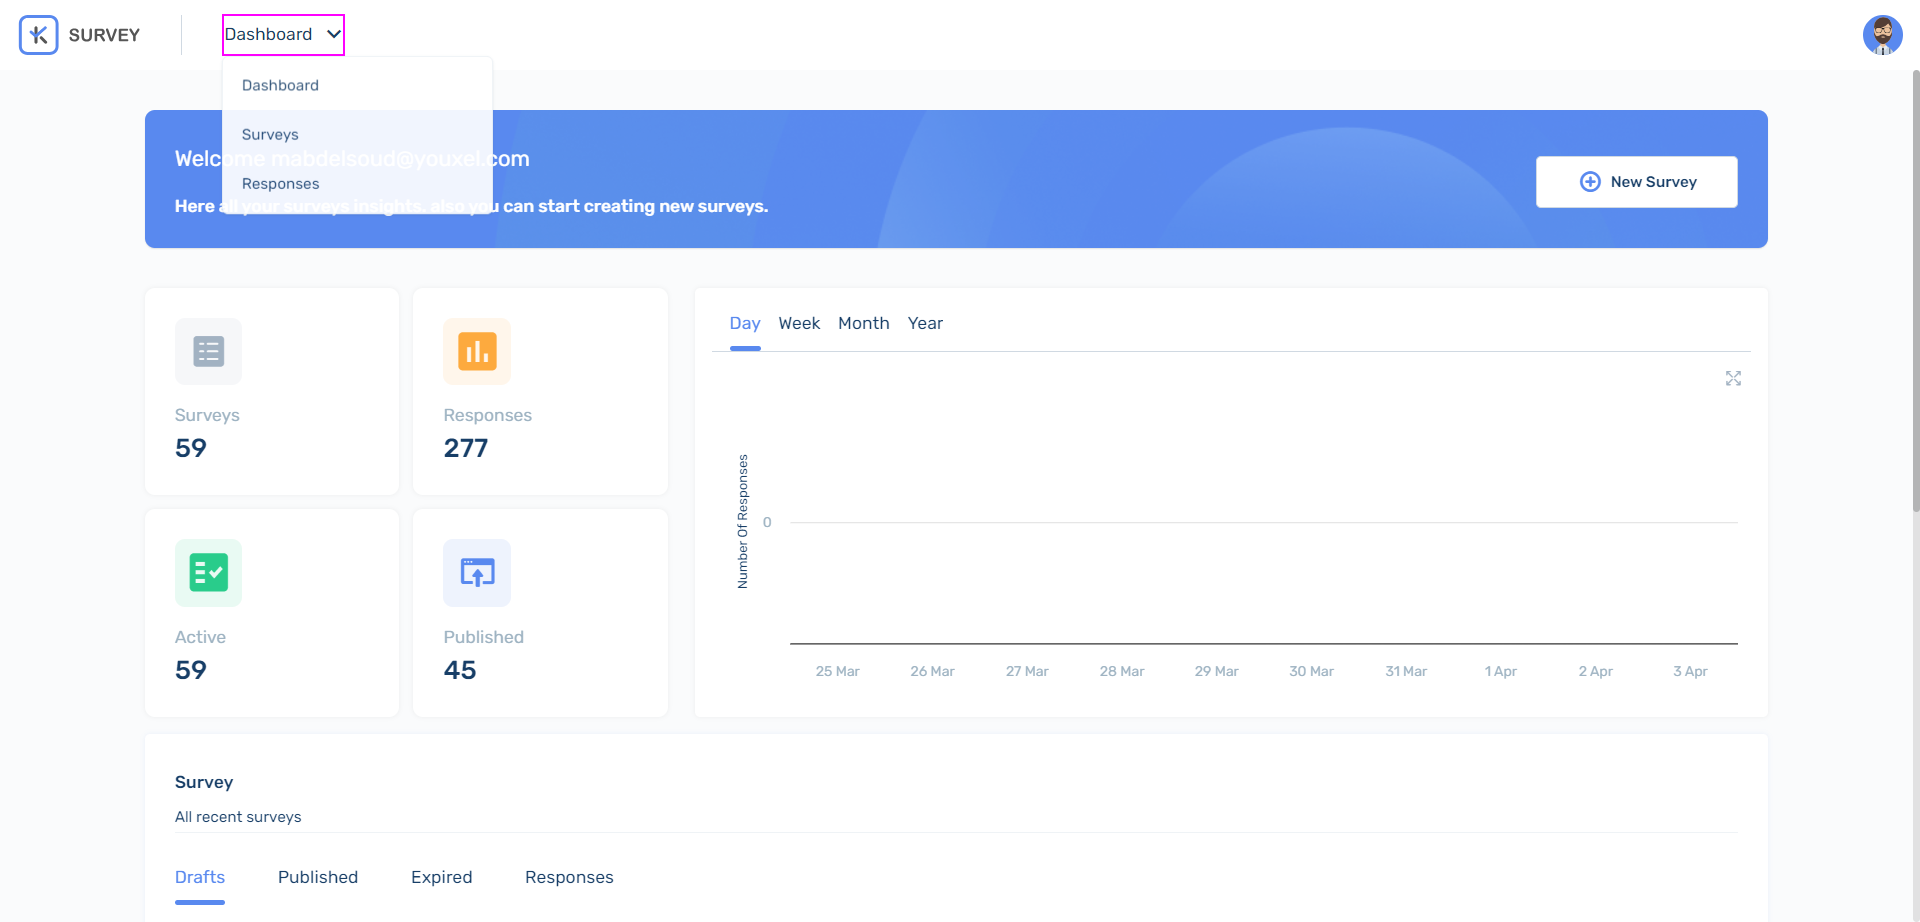 SURVEY
Dashboard
Dashboard
Surveys
Responses
Welcome mabdelsoud@youxel.com
Here all your surveys insights. also you can start creating new surveys.
New Survey
Surveys
59
Responses
277
Active
59
Published
45
Day Week Month Year
Number Of Responses
0
25 Mar 26 Mar 27 Mar 28 Mar 29 Mar 30 Mar 31 Mar 1 Apr 2 Apr 3 Apr
Survey
All recent surveys
Drafts Published Expired Responses